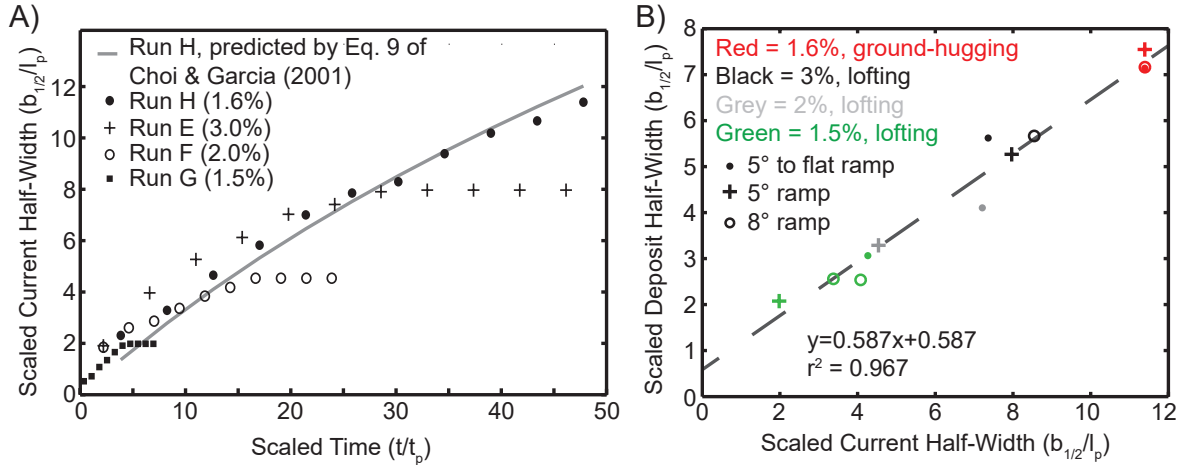 A)
Scaled Current Half-Width (b1/2/lp)
12
10
8
6
4
2
0
Run H, predicted by Eq. 9 of
Choi & Garcia (2001)
Run H (1.6%)
Run E (3.0%)
Run F (2.0%)
Run G (1.5%)
0 10 20 30 40 50
Scaled Time (t/tp)
B)
Scaled Deposit Half-Width (b1/2/lp)
8
7
6
5
4
3
2
1
0
Red = 1.6%, ground-hugging
Black = 3%, lofting
Grey = 2%, lofting
Green = 1.5%, lofting
5° to flat ramp
5° ramp
8° ramp
y=0.587x+0.587
r² = 0.967
0 2 4 6 8 10 12
Scaled Current Half-Width (b1/2/lp)